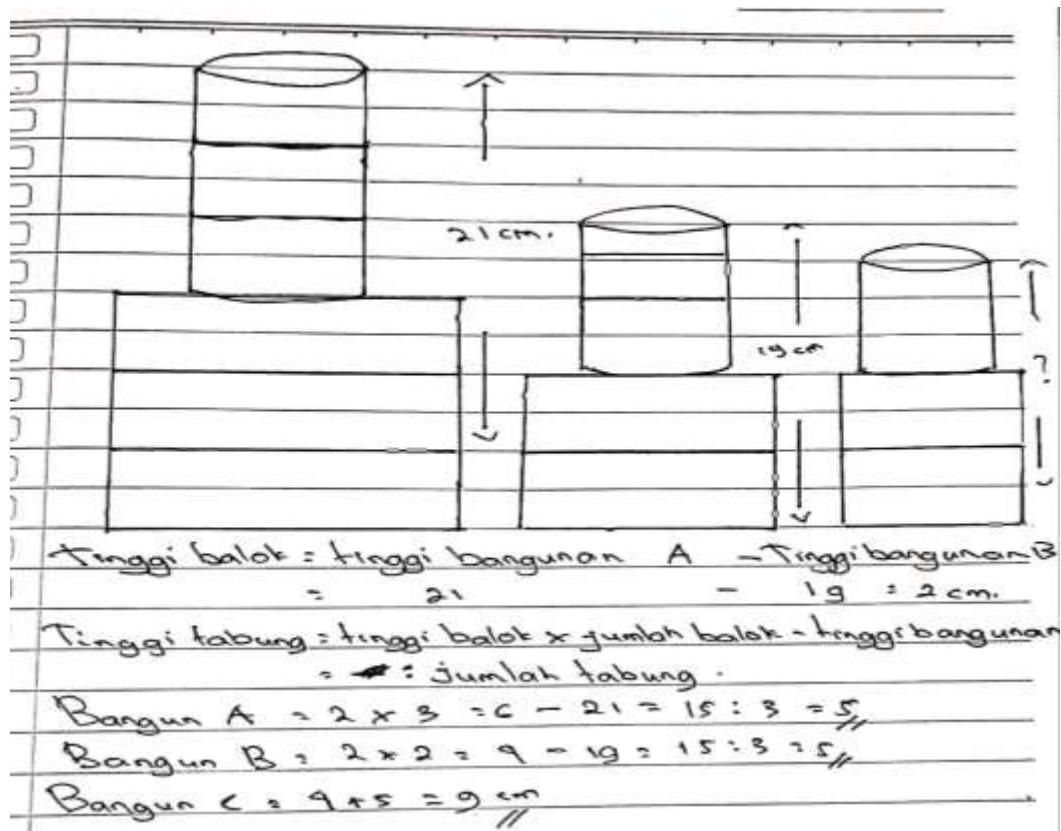 21 cm.
19 cm
?
Tinggi balok = tinggi bangunan A - Tinggi bangunan B
= 21 - 19 = 2 cm.
Tinggi tabung = tinggi balok x jumlah balok - tinggi bangunan
= : jumlah tabung.
Bangun A = 2 x 3 = 6 - 21 = 15 : 3 = 5
Bangun B = 2 x 2 = 4 - 19 = 15 : 3 = 5
Bangun C = 4 + 5 = 9 cm